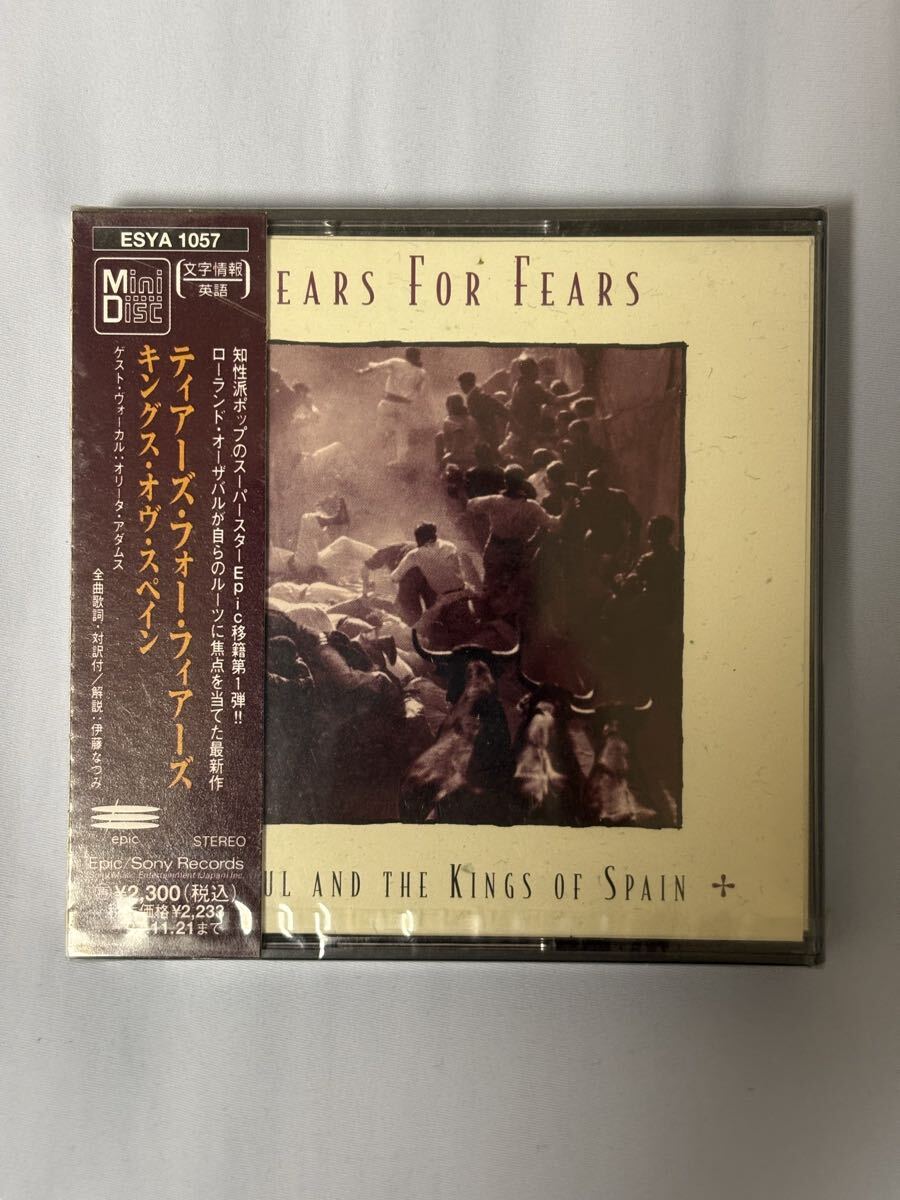 ESYA 1057
Mini
Disc
文字情報
英語
知性派ポップのスーパースターEpic移籍第1弾!!
ローランド・オーザバルが自らのルーツに焦点を当てた最新作
ティアーズ・フォー・フィアーズ
キングス・オヴ・スペイン
ゲスト・ヴォーカル:オリータ・アダムス
全曲歌詞・対訳付/解説:伊藤なつみ
epic
STEREO
Epic/Sony Records
Sony Music Entertainment (Japan) Inc.
¥2,300(税込)
価格¥2,233
11.21まで
EARS FOR FEARS
UL AND THE KINGS OF SPAIN